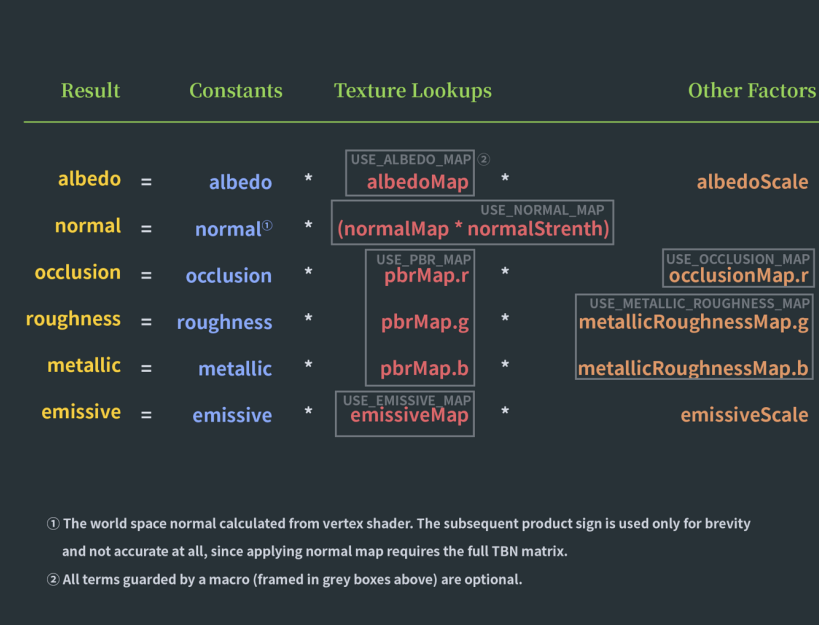 Result Constants Texture Lookups Other Factors
USE_ALBEDO_MAP ②
albedo = albedo * albedoMap * albedoScale
USE_NORMAL_MAP
normal = normal① * (normalMap * normalStrenth)
USE_PBR_MAP USE_OCCLUSION_MAP
occlusion = occlusion * pbrMap.r * occlusionMap.r
USE_METALLIC_ROUGHNESS_MAP
roughness = roughness * pbrMap.g * metallicRoughnessMap.g
metallic = metallic * pbrMap.b * metallicRoughnessMap.b
USE_EMISSIVE_MAP
emissive = emissive * emissiveMap * emissiveScale
① The world space normal calculated from vertex shader. The subsequent product sign is used only for brevity
and not accurate at all, since applying normal map requires the full TBN matrix.
② All terms guarded by a macro (framed in grey boxes above) are optional.